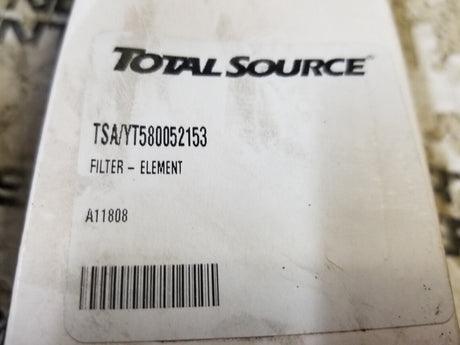 TOTAL SOURCE®
TSA/YT580052153
FILTER - ELEMENT
A11808